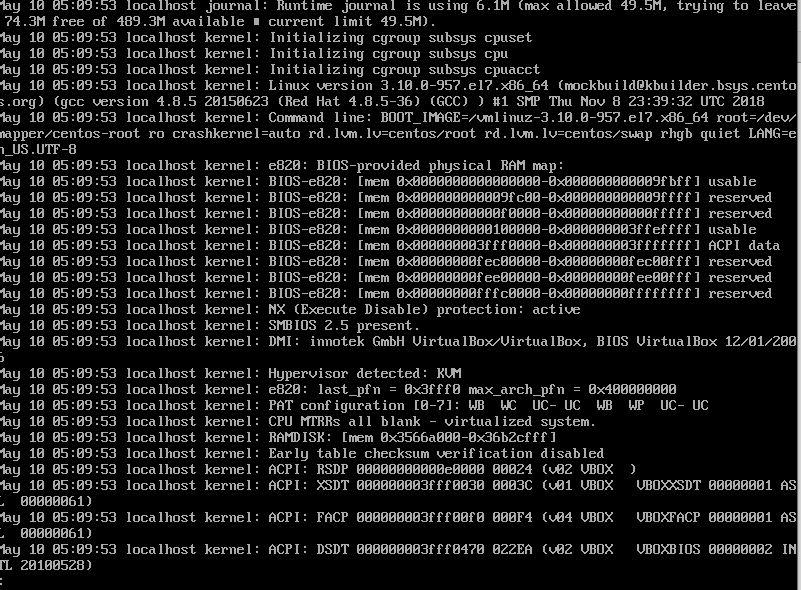 May 10 05:09:53 localhost journal: Runtime journal is using 6.1M (max allowed 49.5M, trying to leave
 74.3M free of 489.3M available ■ current limit 49.5M).
May 10 05:09:53 localhost kernel: Initializing cgroup subsys cpuset
May 10 05:09:53 localhost kernel: Initializing cgroup subsys cpu
May 10 05:09:53 localhost kernel: Initializing cgroup subsys cpuacct
May 10 05:09:53 localhost kernel: Linux version 3.10.0-957.el7.x86_64 (mockbuild@kbuilder.bsys.cento
s.org) (gcc version 4.8.5 20150623 (Red Hat 4.8.5-36) (GCC) ) #1 SMP Thu Nov 8 23:39:32 UTC 2018
May 10 05:09:53 localhost kernel: Command line: BOOT_IMAGE=/vmlinuz-3.10.0-957.el7.x86_64 root=/dev/
mapper/centos-root ro crashkernel=auto rd.lvm.lv=centos/root rd.lvm.lv=centos/swap rhgb quiet LANG=e
n_US.UTF-8
May 10 05:09:53 localhost kernel: e820: BIOS-provided physical RAM map:
May 10 05:09:53 localhost kernel: BIOS-e820: [mem 0x0000000000000000-0x000000000009fbff] usable
May 10 05:09:53 localhost kernel: BIOS-e820: [mem 0x000000000009fc00-0x000000000009ffff] reserved
May 10 05:09:53 localhost kernel: BIOS-e820: [mem 0x00000000000f0000-0x00000000000fffff] reserved
May 10 05:09:53 localhost kernel: BIOS-e820: [mem 0x0000000000100000-0x000000003ffeffff] usable
May 10 05:09:53 localhost kernel: BIOS-e820: [mem 0x000000003fff0000-0x000000003fffffff] ACPI data
May 10 05:09:53 localhost kernel: BIOS-e820: [mem 0x00000000fec00000-0x00000000fec00fff] reserved
May 10 05:09:53 localhost kernel: BIOS-e820: [mem 0x00000000fee00000-0x00000000fee00fff] reserved
May 10 05:09:53 localhost kernel: BIOS-e820: [mem 0x00000000fffc0000-0x00000000ffffffff] reserved
May 10 05:09:53 localhost kernel: NX (Execute Disable) protection: active
May 10 05:09:53 localhost kernel: SMBIOS 2.5 present.
May 10 05:09:53 localhost kernel: DMI: innotek GmbH VirtualBox/VirtualBox, BIOS VirtualBox 12/01/200
6
May 10 05:09:53 localhost kernel: Hypervisor detected: KVM
May 10 05:09:53 localhost kernel: e820: last_pfn = 0x3fff0 max_arch_pfn = 0x400000000
May 10 05:09:53 localhost kernel: PAT configuration [0-7]: WB  WC  UC- UC  WB  WP  UC- UC
May 10 05:09:53 localhost kernel: CPU MTRRs all blank - virtualized system.
May 10 05:09:53 localhost kernel: RAMDISK: [mem 0x3566a000-0x36b2cfff]
May 10 05:09:53 localhost kernel: Early table checksum verification disabled
May 10 05:09:53 localhost kernel: ACPI: RSDP 00000000000e0000 00024 (v02 VBOX  )
May 10 05:09:53 localhost kernel: ACPI: XSDT 000000003fff0030 0003C (v01 VBOX   VBOXXSDT 00000001 AS
L  00000061)
May 10 05:09:53 localhost kernel: ACPI: FACP 000000003fff00f0 000F4 (v04 VBOX   VBOXFACP 00000001 AS
L  00000061)
May 10 05:09:53 localhost kernel: ACPI: DSDT 000000003fff0470 022EA (v02 VBOX   VBOXBIOS 00000002 IN
TL 20100528)
: